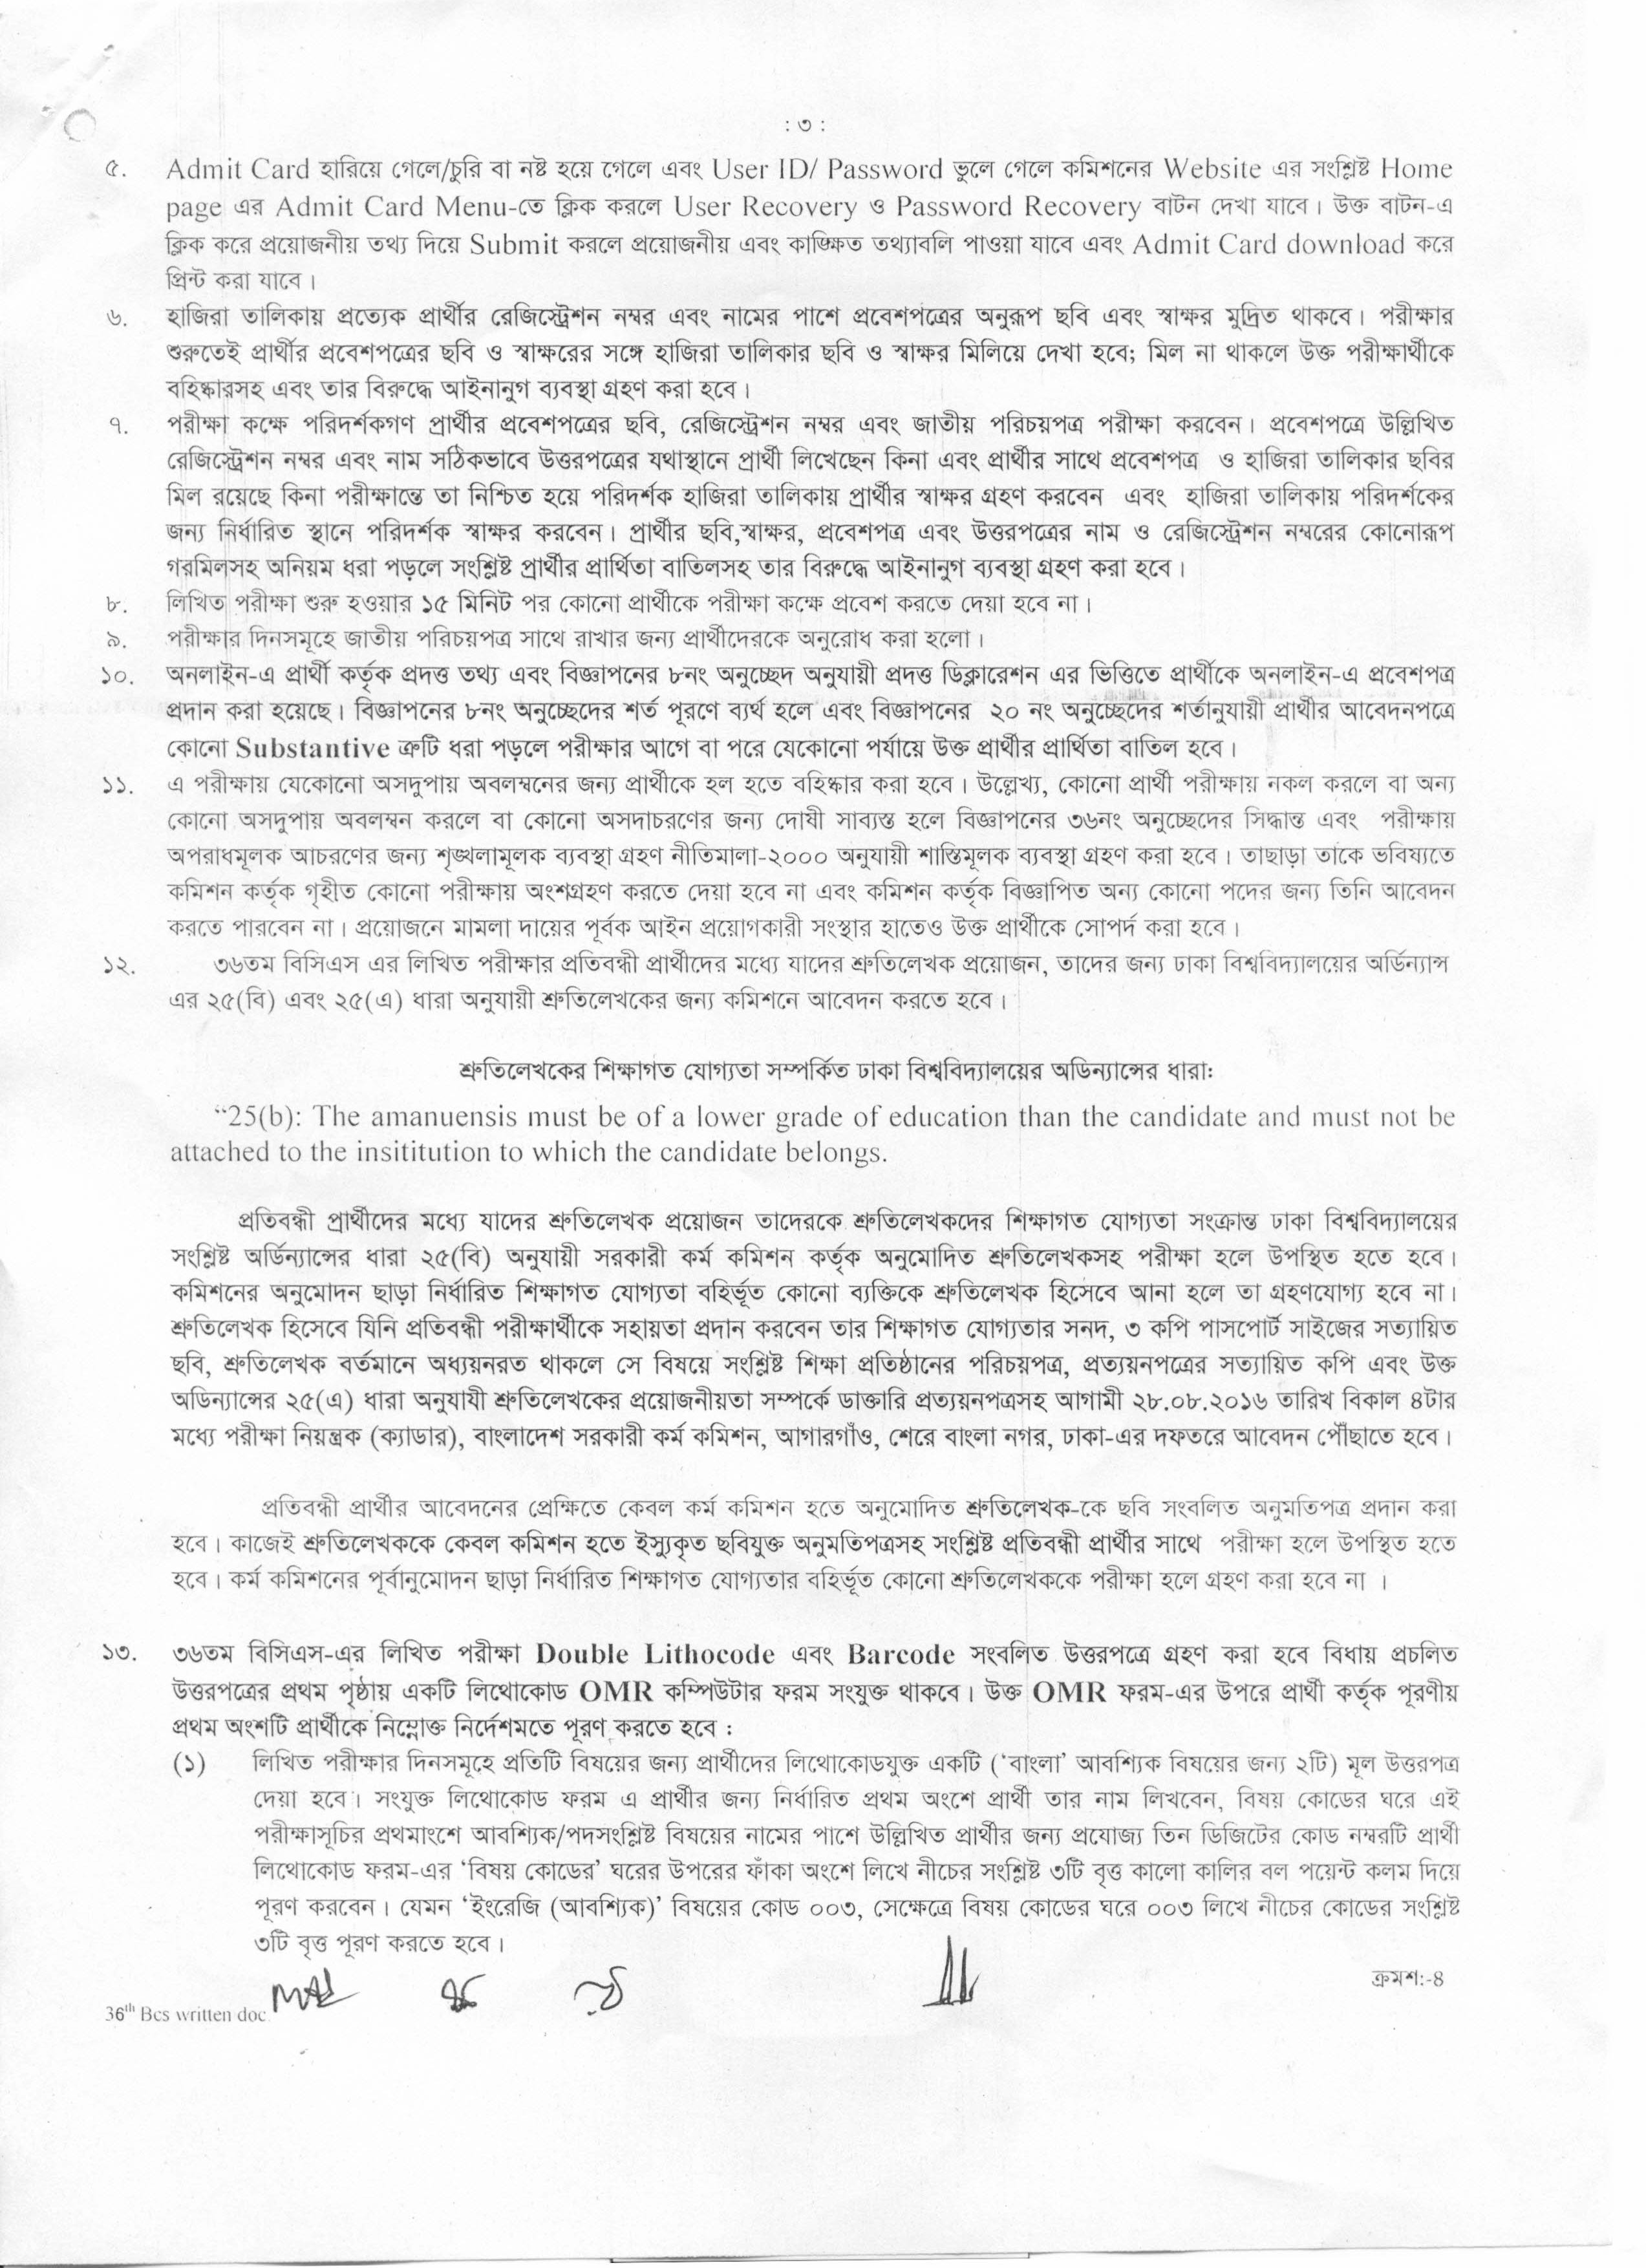 : ৩ :
৫. Admit Card হারিয়ে গেলে/চুরি বা নষ্ট হয়ে গেলে এবং User ID/ Password ভুলে গেলে কমিশনের Website এর সংশ্লিষ্ট Home
page এর Admit Card Menu-তে ক্লিক করলে User Recovery ও Password Recovery বাটন দেখা যাবে। উক্ত বাটন-এ
ক্লিক করে প্রয়োজনীয় তথ্য দিয়ে Submit করলে প্রয়োজনীয় এবং কাঙ্ক্ষিত তথ্যাবলি পাওয়া যাবে এবং Admit Card download করে
প্রিন্ট করা যাবে।
৬. হাজিরা তালিকায় প্রত্যেক প্রার্থীর রেজিস্ট্রেশন নম্বর এবং নামের পাশে প্রবেশপত্রের অনুরূপ ছবি এবং স্বাক্ষর মুদ্রিত থাকবে। পরীক্ষার
শুরুতেই প্রার্থীর প্রবেশপত্রের ছবি ও স্বাক্ষরের সঙ্গে হাজিরা তালিকার ছবি ও স্বাক্ষর মিলিয়ে দেখা হবে; মিল না থাকলে উক্ত পরীক্ষার্থীকে
বহিষ্কারসহ এবং তার বিরুদ্ধে আইনানুগ ব্যবস্থা গ্রহণ করা হবে।
৭. পরীক্ষা কক্ষে পরিদর্শকগণ প্রার্থীর প্রবেশপত্রের ছবি, রেজিস্ট্রেশন নম্বর এবং জাতীয় পরিচয়পত্র পরীক্ষা করবেন। প্রবেশপত্রে উল্লিখিত
রেজিস্ট্রেশন নম্বর এবং নাম সঠিকভাবে উত্তরপত্রের যথাস্থানে প্রার্থী লিখেছেন কিনা এবং প্রার্থীর সাথে প্রবেশপত্র ও হাজিরা তালিকার ছবির
মিল রয়েছে কিনা পরীক্ষান্তে তা নিশ্চিত হয়ে পরিদর্শক হাজিরা তালিকায় প্রার্থীর স্বাক্ষর গ্রহণ করবেন এবং হাজিরা তালিকায় পরিদর্শকের
জন্য নির্ধারিত স্থানে পরিদর্শক স্বাক্ষর করবেন। প্রার্থীর ছবি,স্বাক্ষর, প্রবেশপত্র এবং উত্তরপত্রের নাম ও রেজিস্ট্রেশন নম্বরের কোনোরূপ
গরমিলসহ অনিয়ম ধরা পড়লে সংশ্লিষ্ট প্রার্থীর প্রার্থিতা বাতিলসহ তার বিরুদ্ধে আইনানুগ ব্যবস্থা গ্রহণ করা হবে।
৮. লিখিত পরীক্ষা শুরু হওয়ার ১৫ মিনিট পর কোনো প্রার্থীকে পরীক্ষা কক্ষে প্রবেশ করতে দেয়া হবে না।
৯. পরীক্ষার দিনসমূহে জাতীয় পরিচয়পত্র সাথে রাখার জন্য প্রার্থীদেরকে অনুরোধ করা হলো।
১০. অনলাইন-এ প্রার্থী কর্তৃক প্রদত্ত তথ্য এবং বিজ্ঞাপনের ৮নং অনুচ্ছেদ অনুযায়ী প্রদত্ত ডিক্লারেশন এর ভিত্তিতে প্রার্থীকে অনলাইন-এ প্রবেশপত্র
প্রদান করা হয়েছে। বিজ্ঞাপনের ৮নং অনুচ্ছেদের শর্ত পূরণে ব্যর্থ হলে এবং বিজ্ঞাপনের ২০ নং অনুচ্ছেদের শর্তানুযায়ী প্রার্থীর আবেদনপত্রে
কোনো Substantive ত্রুটি ধরা পড়লে পরীক্ষার আগে বা পরে যেকোনো পর্যায়ে উক্ত প্রার্থীর প্রার্থিতা বাতিল হবে।
১১. এ পরীক্ষায় যেকোনো অসদুপায় অবলম্বনের জন্য প্রার্থীকে হল হতে বহিষ্কার করা হবে। উল্লেখ্য, কোনো প্রার্থী পরীক্ষায় নকল করলে বা অন্য
কোনো অসদুপায় অবলম্বন করলে বা কোনো অসদাচরণের জন্য দোষী সাব্যস্ত হলে বিজ্ঞাপনের ৩৬নং অনুচ্ছেদের সিদ্ধান্ত এবং পরীক্ষায়
অপরাধমূলক আচরণের জন্য শৃঙ্খলামূলক ব্যবস্থা গ্রহণ নীতিমালা-২০০০ অনুযায়ী শাস্তিমূলক ব্যবস্থা গ্রহণ করা হবে। তাছাড়া তাকে ভবিষ্যতে
কমিশন কর্তৃক গৃহীত কোনো পরীক্ষায় অংশগ্রহণ করতে দেয়া হবে না এবং কমিশন কর্তৃক বিজ্ঞাপিত অন্য কোনো পদের জন্য তিনি আবেদন
করতে পারবেন না। প্রয়োজনে মামলা দায়ের পূর্বক আইন প্রয়োগকারী সংস্থার হাতেও উক্ত প্রার্থীকে সোপর্দ করা হবে।
১২. ৩৬তম বিসিএস এর লিখিত পরীক্ষার প্রতিবন্ধী প্রার্থীদের মধ্যে যাদের শ্রুতিলেখক প্রয়োজন, তাদের জন্য ঢাকা বিশ্ববিদ্যালয়ের অর্ডিন্যান্স
এর ২৫(বি) এবং ২৫(এ) ধারা অনুযায়ী শ্রুতিলেখকের জন্য কমিশনে আবেদন করতে হবে।
শ্রুতিলেখকের শিক্ষাগত যোগ্যতা সম্পর্কিত ঢাকা বিশ্ববিদ্যালয়ের অডিন্যান্সের ধারাঃ
“25(b): The amanuensis must be of a lower grade of education than the candidate and must not be
attached to the insititution to which the candidate belongs.
প্রতিবন্ধী প্রার্থীদের মধ্যে যাদের শ্রুতিলেখক প্রয়োজন তাদেরকে শ্রুতিলেখকদের শিক্ষাগত যোগ্যতা সংক্রান্ত ঢাকা বিশ্ববিদ্যালয়ের
সংশ্লিষ্ট অর্ডিন্যান্সের ধারা ২৫(বি) অনুযায়ী সরকারী কর্ম কমিশন কর্তৃক অনুমোদিত শ্রুতিলেখকসহ পরীক্ষা হলে উপস্থিত হতে হবে।
কমিশনের অনুমোদন ছাড়া নির্ধারিত শিক্ষাগত যোগ্যতা বহির্ভূত কোনো ব্যক্তিকে শ্রুতিলেখক হিসেবে আনা হলে তা গ্রহণযোগ্য হবে না।
শ্রুতিলেখক হিসেবে যিনি প্রতিবন্ধী পরীক্ষার্থীকে সহায়তা প্রদান করবেন তার শিক্ষাগত যোগ্যতার সনদ, ৩ কপি পাসপোর্ট সাইজের সত্যায়িত
ছবি, শ্রুতিলেখক বর্তমানে অধ্যয়নরত থাকলে সে বিষয়ে সংশ্লিষ্ট শিক্ষা প্রতিষ্ঠানের পরিচয়পত্র, প্রত্যয়নপত্রের সত্যায়িত কপি এবং উক্ত
অডিন্যান্সের ২৫(এ) ধারা অনুযাযী শ্রুতিলেখকের প্রয়োজনীয়তা সম্পর্কে ডাক্তারি প্রত্যয়নপত্রসহ আগামী ২৮.০৮.২০১৬ তারিখ বিকাল ৪টার
মধ্যে পরীক্ষা নিয়ন্ত্রক (ক্যাডার), বাংলাদেশ সরকারী কর্ম কমিশন, আগারগাঁও, শেরে বাংলা নগর, ঢাকা-এর দফতরে আবেদন পৌঁছাতে হবে।
প্রতিবন্ধী প্রার্থীর আবেদনের প্রেক্ষিতে কেবল কর্ম কমিশন হতে অনুমোদিত শ্রুতিলেখক-কে ছবি সংবলিত অনুমতিপত্র প্রদান করা
হবে। কাজেই শ্রুতিলেখককে কেবল কমিশন হতে ইস্যুকৃত ছবিযুক্ত অনুমতিপত্রসহ সংশ্লিষ্ট প্রতিবন্ধী প্রার্থীর সাথে পরীক্ষা হলে উপস্থিত হতে
হবে। কর্ম কমিশনের পূর্বানুমোদন ছাড়া নির্ধারিত শিক্ষাগত যোগ্যতার বহির্ভূত কোনো শ্রুতিলেখককে পরীক্ষা হলে গ্রহণ করা হবে না ।
১৩. ৩৬তম বিসিএস-এর লিখিত পরীক্ষা Double Lithocode এবং Barcode সংবলিত উত্তরপত্রে গ্রহণ করা হবে বিধায় প্রচলিত
উত্তরপত্রের প্রথম পৃষ্ঠায় একটি লিথোকোড OMR কম্পিউটার ফরম সংযুক্ত থাকবে। উক্ত OMR ফরম-এর উপরে প্রার্থী কর্তৃক পূরণীয়
প্রথম অংশটি প্রার্থীকে নিম্নোক্ত নির্দেশমতে পূরণ করতে হবে :
(১) লিখিত পরীক্ষার দিনসমূহে প্রতিটি বিষয়ের জন্য প্রার্থীদের লিথোকোডযুক্ত একটি (‘বাংলা’ আবশ্যিক বিষয়ের জন্য ২টি) মূল উত্তরপত্র
দেয়া হবে। সংযুক্ত লিথোকোড ফরম এ প্রার্থীর জন্য নির্ধারিত প্রথম অংশে প্রার্থী তার নাম লিখবেন, বিষয় কোডের ঘরে এই
পরীক্ষাসূচির প্রথমাংশে আবশ্যিক/পদসংশ্লিষ্ট বিষয়ের নামের পাশে উল্লিখিত প্রার্থীর জন্য প্রযোজ্য তিন ডিজিটের কোড নম্বরটি প্রার্থী
লিথোকোড ফরম-এর ‘বিষয় কোডের’ ঘরের উপরের ফাঁকা অংশে লিখে নীচের সংশ্লিষ্ট ৩টি বৃত্ত কালো কালির বল পয়েন্ট কলম দিয়ে
পূরণ করবেন। যেমন ‘ইংরেজি (আবশ্যিক)’ বিষয়ের কোড ০০৩, সেক্ষেত্রে বিষয় কোডের ঘরে ০০৩ লিখে নীচের কোডের সংশ্লিষ্ট
৩টি বৃত্ত পূরণ করতে হবে।
ক্রমশ:-৪
36th Bcs written doc